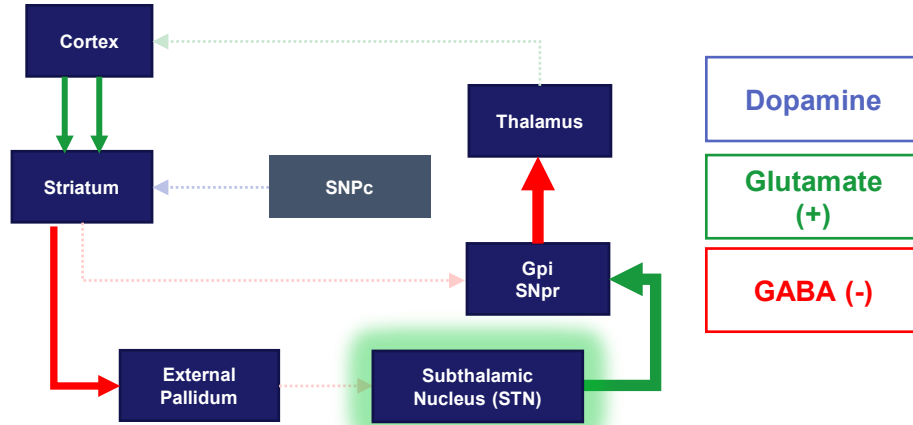 Cortex
Striatum
SNPc
Thalamus
Gpi
SNpr
External
Pallidum
Subthalamic
Nucleus (STN)
Dopamine
Glutamate
(+)
GABA (-)